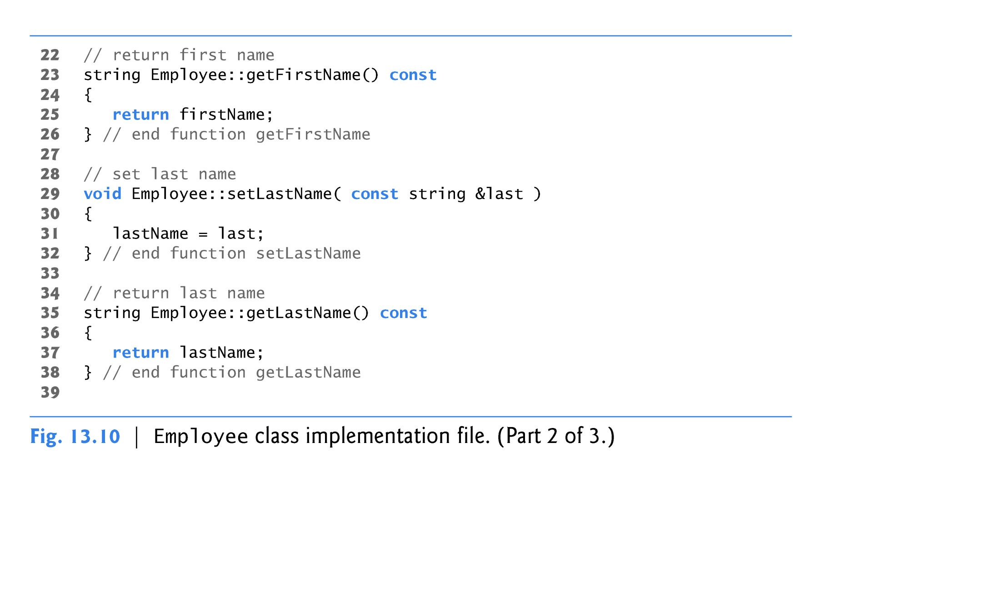 22 // return first name
23 string Employee::getFirstName() const
24 {
25    return firstName;
26 } // end function getFirstName
27
28 // set last name
29 void Employee::setLastName( const string &last )
30 {
31    lastName = last;
32 } // end function setLastName
33
34 // return last name
35 string Employee::getLastName() const
36 {
37    return lastName;
38 } // end function getLastName
39
Fig. 13.10 | Employee class implementation file. (Part 2 of 3.)